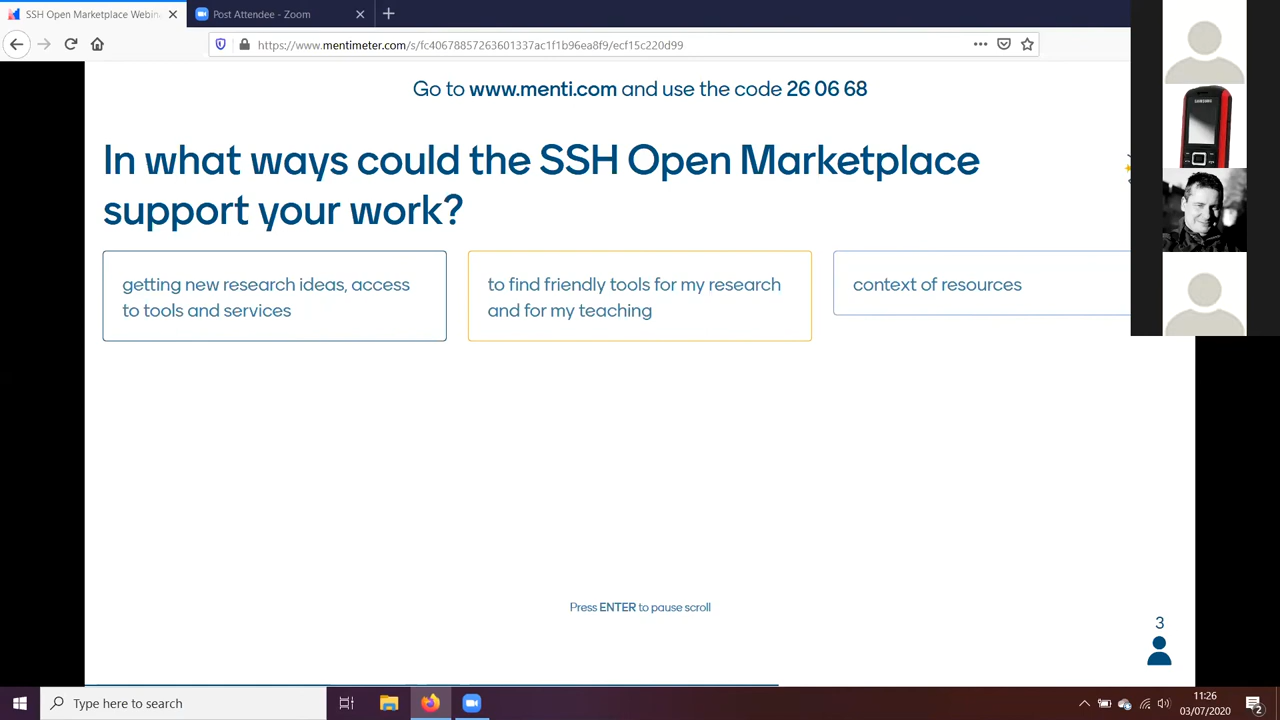 SSH Open Marketplace Webin
Post Attendee - Zoom
https://www.mentimeter.com/s/fc40678857263601337ac1f1b96ea8f9/ecf15c220d99
Go to www.menti.com and use the code 26 06 68
In what ways could the SSH Open Marketplace
support your work?
getting new research ideas, access
to tools and services
to find friendly tools for my research
and for my teaching
context of resources
SAMSUNG
Press ENTER to pause scroll
3
Type here to search
11:26
03/07/2020
2